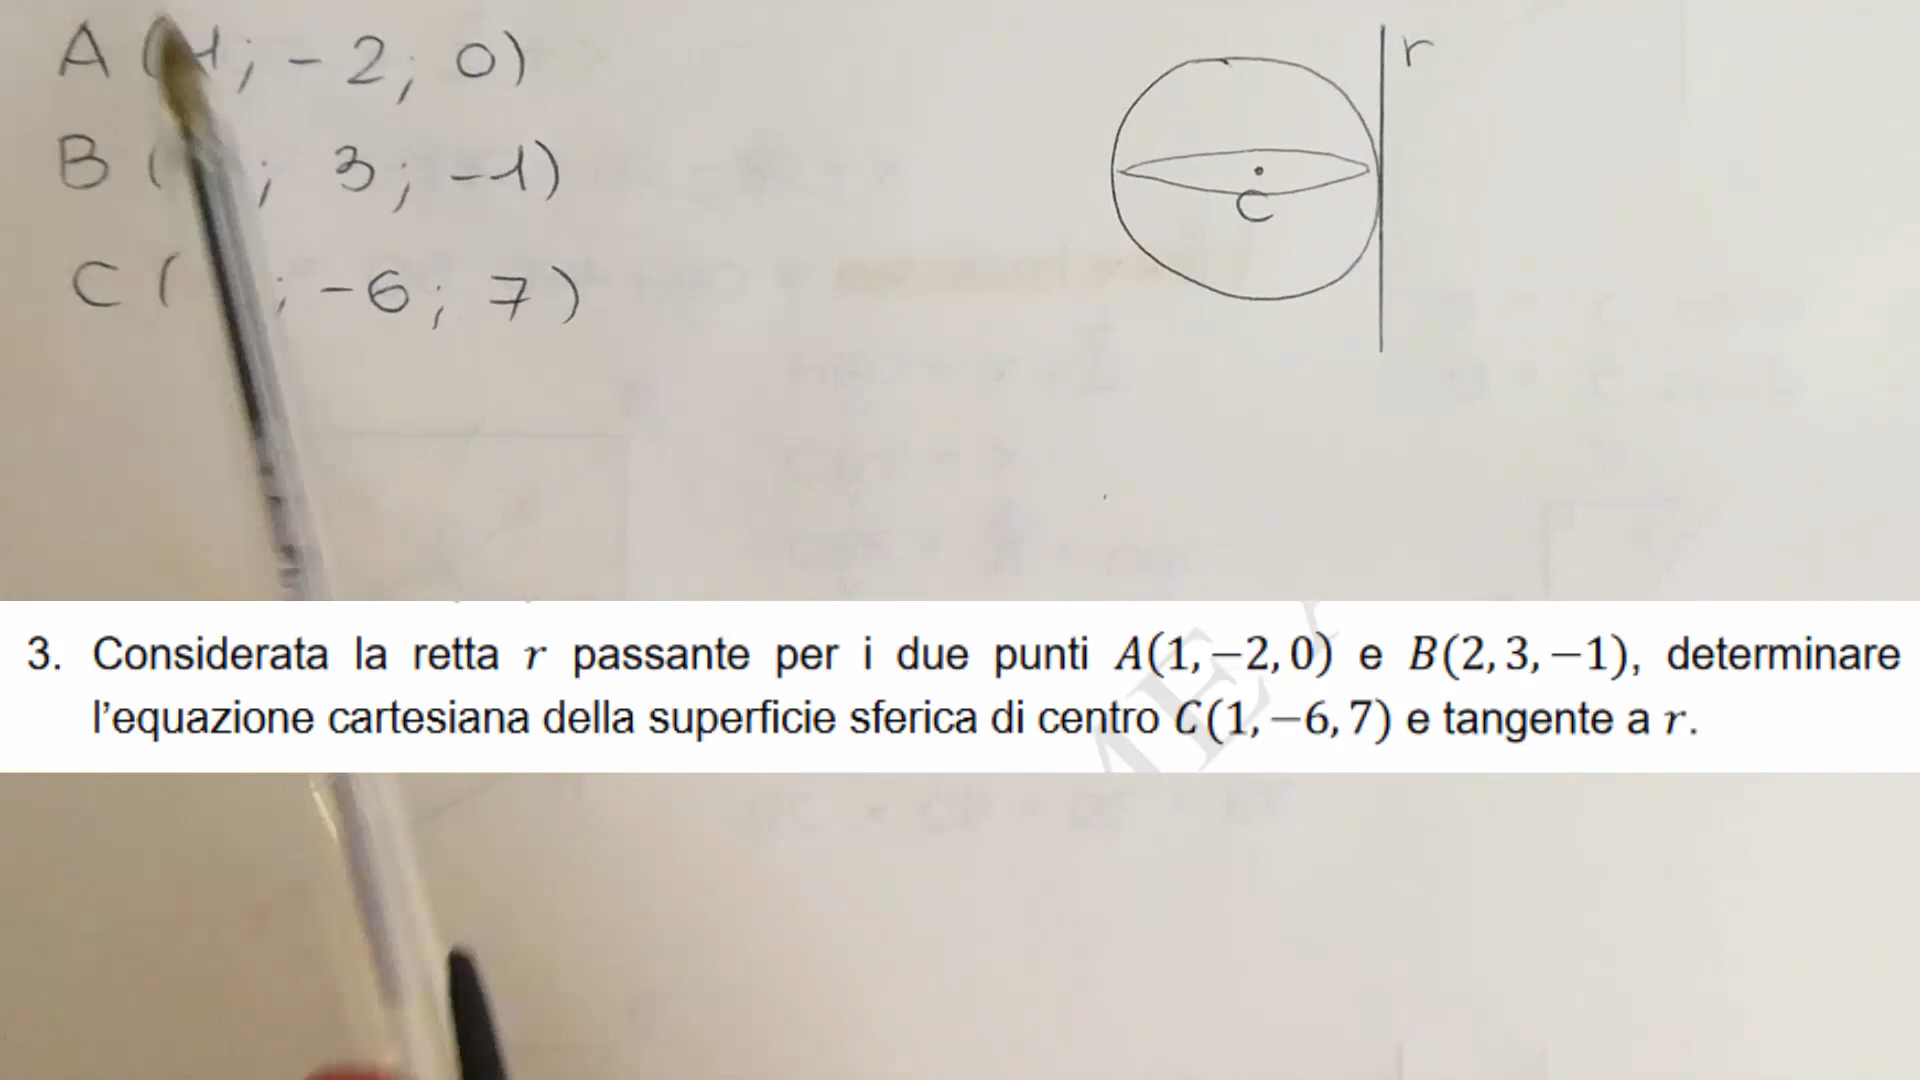 A (1; -2; 0)
r
B ( ; 3; -1)
C
C ( ; -6; 7)
3. Considerata la retta r passante per i due punti A(1, −2, 0) e B(2, 3, −1), determinare
l’equazione cartesiana della superficie sferica di centro C(1, −6, 7) e tangente a r.